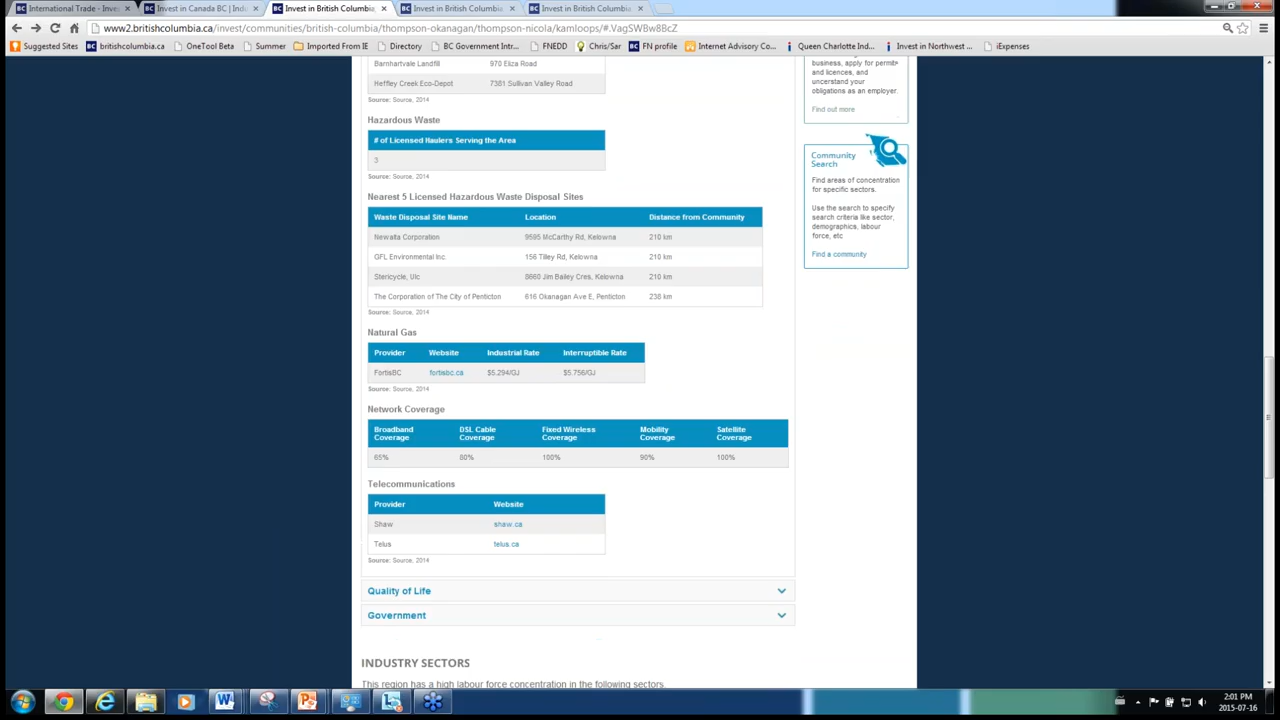 International Trade - Inves
Invest in Canada BC | Ind
Invest in British Columbia,
Invest in British Columbia,
Invest in British Columbia,
www2.britishcolumbia.ca/invest/communities/british-columbia/thompson-okanagan/thompson-nicola/kamloops/#.VagSWBw8BcZ
Suggested Sites
britishcolumbia.ca
OneTool Beta
Summer
Imported From IE
Directory
BC Government Intr...
FNEDD
Chris/Sar
FN profile
Internet Advisory Co...
Queen Charlotte Ind...
Invest in Northwest ...
iExpenses
Barnhartvale Landfill 970 Eliza Road
Heffley Creek Eco-Depot 7381 Sullivan Valley Road
Source: Source, 2014
Hazardous Waste
# of Licensed Haulers Serving the Area
3
Source: Source, 2014
Nearest 5 Licensed Hazardous Waste Disposal Sites
Waste Disposal Site Name Location Distance from Community
Newalta Corporation 9595 McCarthy Rd, Kelowna 210 km
GFL Environmental Inc. 156 Tilley Rd, Kelowna 210 km
Stericycle, Ulc 8660 Jim Bailey Cres, Kelowna 210 km
The Corporation of The City of Penticton 616 Okanagan Ave E, Penticton 238 km
Source: Source, 2014
Natural Gas
Provider Website Industrial Rate Interruptible Rate
FortisBC fortisbc.ca $5.294/GJ $5.756/GJ
Source: Source, 2014
Network Coverage
Broadband Coverage DSL Cable Coverage Fixed Wireless Coverage Mobility Coverage Satellite Coverage
65% 80% 100% 90% 100%
Telecommunications
Provider Website
Shaw shaw.ca
Telus telus.ca
Source: Source, 2014
Quality of Life
Government
INDUSTRY SECTORS
This region has a high labour force concentration in the following sectors.
business, apply for permits
and licences, and
understand your
obligations as an employer.
Find out more
Community
Search
Find areas of concentration
for specific sectors.
Use the search to specify
search criteria like sector,
demographics, labour
force, etc
Find a community
2:01 PM
2015-07-16